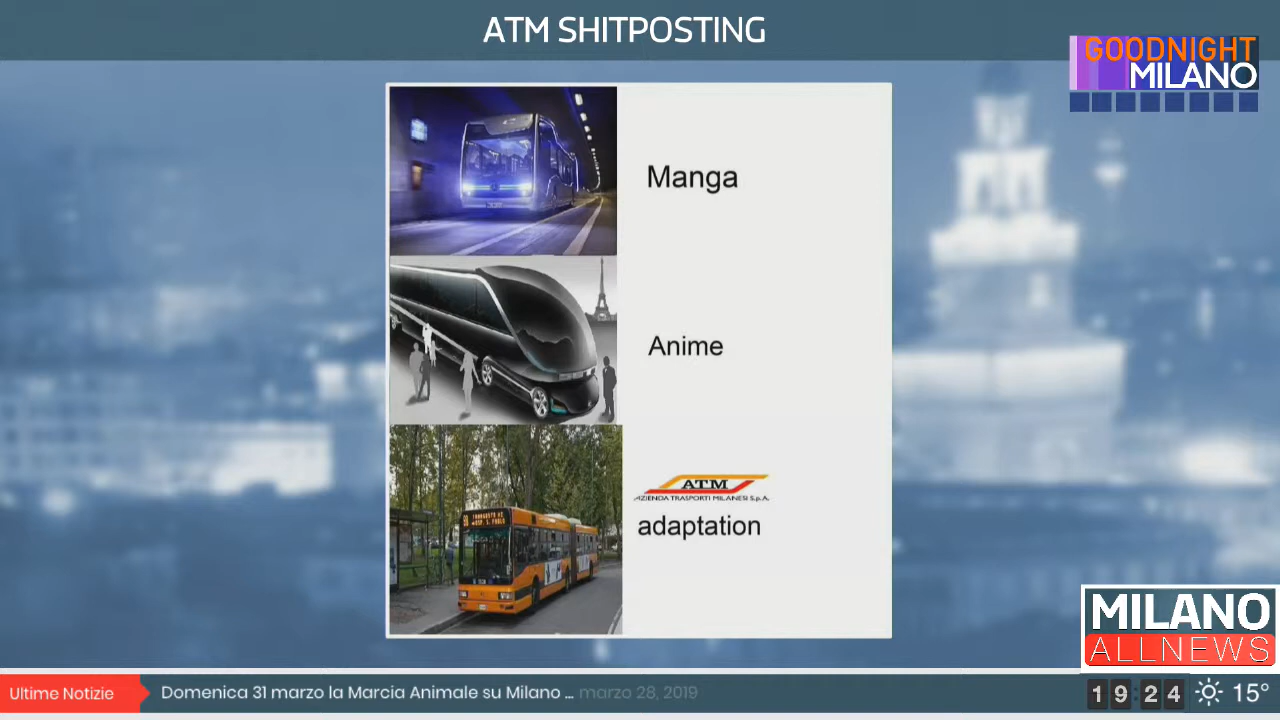 ATM SHITPOSTING
GOODNIGHT
MILANO
Manga
Anime
ATM
AZIENDA TRASPORTI MILANESI S.p.A.
adaptation
MILANO
ALLNEWS
Ultime Notizie
Domenica 31 marzo la Marcia Animale su Milano ... marzo 28, 2019
19:24
15°